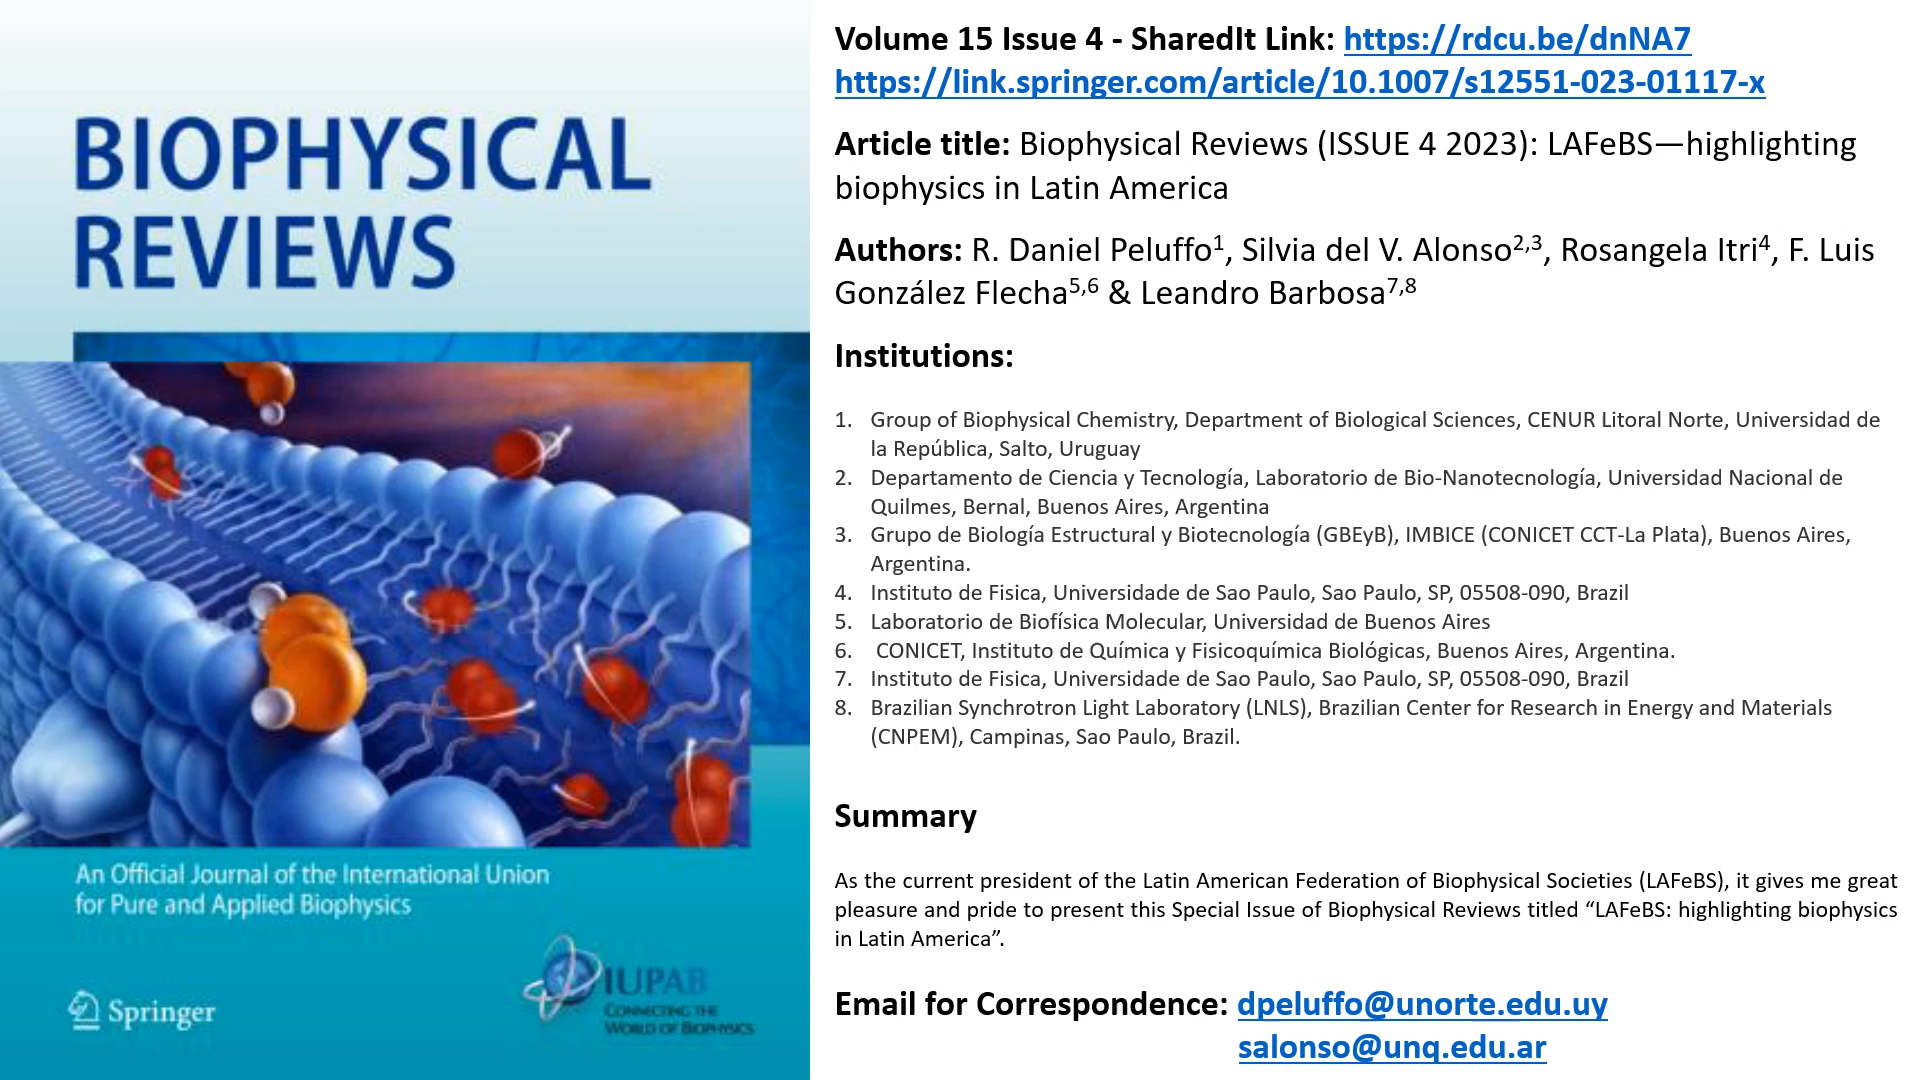 BIOPHYSICAL
REVIEWS
An Official Journal of the International Union
for Pure and Applied Biophysics
Springer
IUPAB
CONNECTING THE
WORLD OF BIOPHYSICS
Volume 15 Issue 4 - SharedIt Link: https://rdcu.be/dnNA7
https://link.springer.com/article/10.1007/s12551-023-01117-x
Article title: Biophysical Reviews (ISSUE 4 2023): LAFeBS—highlighting
biophysics in Latin America
Authors: R. Daniel Peluffo1, Silvia del V. Alonso2,3, Rosangela Itri4, F. Luis
González Flecha5,6 & Leandro Barbosa7,8
Institutions:
1. Group of Biophysical Chemistry, Department of Biological Sciences, CENUR Litoral Norte, Universidad de
la República, Salto, Uruguay
2. Departamento de Ciencia y Tecnología, Laboratorio de Bio-Nanotecnología, Universidad Nacional de
Quilmes, Bernal, Buenos Aires, Argentina
3. Grupo de Biología Estructural y Biotecnología (GBEyB), IMBICE (CONICET CCT-La Plata), Buenos Aires,
Argentina.
4. Instituto de Fisica, Universidade de Sao Paulo, Sao Paulo, SP, 05508-090, Brazil
5. Laboratorio de Biofísica Molecular, Universidad de Buenos Aires
6. CONICET, Instituto de Química y Fisicoquímica Biológicas, Buenos Aires, Argentina.
7. Instituto de Fisica, Universidade de Sao Paulo, Sao Paulo, SP, 05508-090, Brazil
8. Brazilian Synchrotron Light Laboratory (LNLS), Brazilian Center for Research in Energy and Materials
(CNPEM), Campinas, Sao Paulo, Brazil.
Summary
As the current president of the Latin American Federation of Biophysical Societies (LAFeBS), it gives me great
pleasure and pride to present this Special Issue of Biophysical Reviews titled “LAFeBS: highlighting biophysics
in Latin America”.
Email for Correspondence: dpeluffo@unorte.edu.uy
salonso@unq.edu.ar